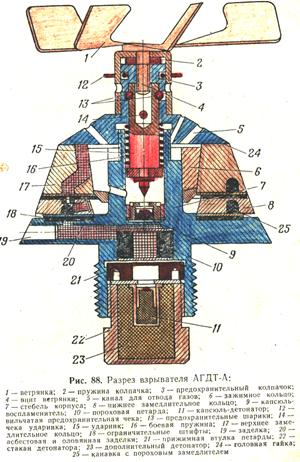 1
2
12
3
13
4
14
5
15
24
16
6
17
7
18
8
19
25
20
9
21
10
22
11
23
Рис. 88. Разрез взрывателя АГДТ-А:
1 — ветрянка; 2 — пружина колпачка; 3 — предохранительный колпачок;
4 — винт ветрянки; 5 — канал для отвода газов; 6 — зажимное кольцо;
7 — стебель корпуса; 8 — нижнее замедлительное кольцо; 9 — капсюль-
воспламенитель; 10 — пороховая петарда; 11 — капсюль-детонатор; 12 —
вильчатая предохранительная чека; 13 — предохранительные шарики; 14 —
чека ударника; 15 — ударник; 16 — боевая пружина; 17 — верхнее замед-
лительное кольцо; 18 — ограничительные штифты; 19 — заделка; 20 —
асбестовая и оловянная заделки; 21 — прижимная втулка петарды; 22 —
стакан детонатора; 23 — дополнительный детонатор; 24 — головная гайка;
25 — канавка с пороховым замедлителем